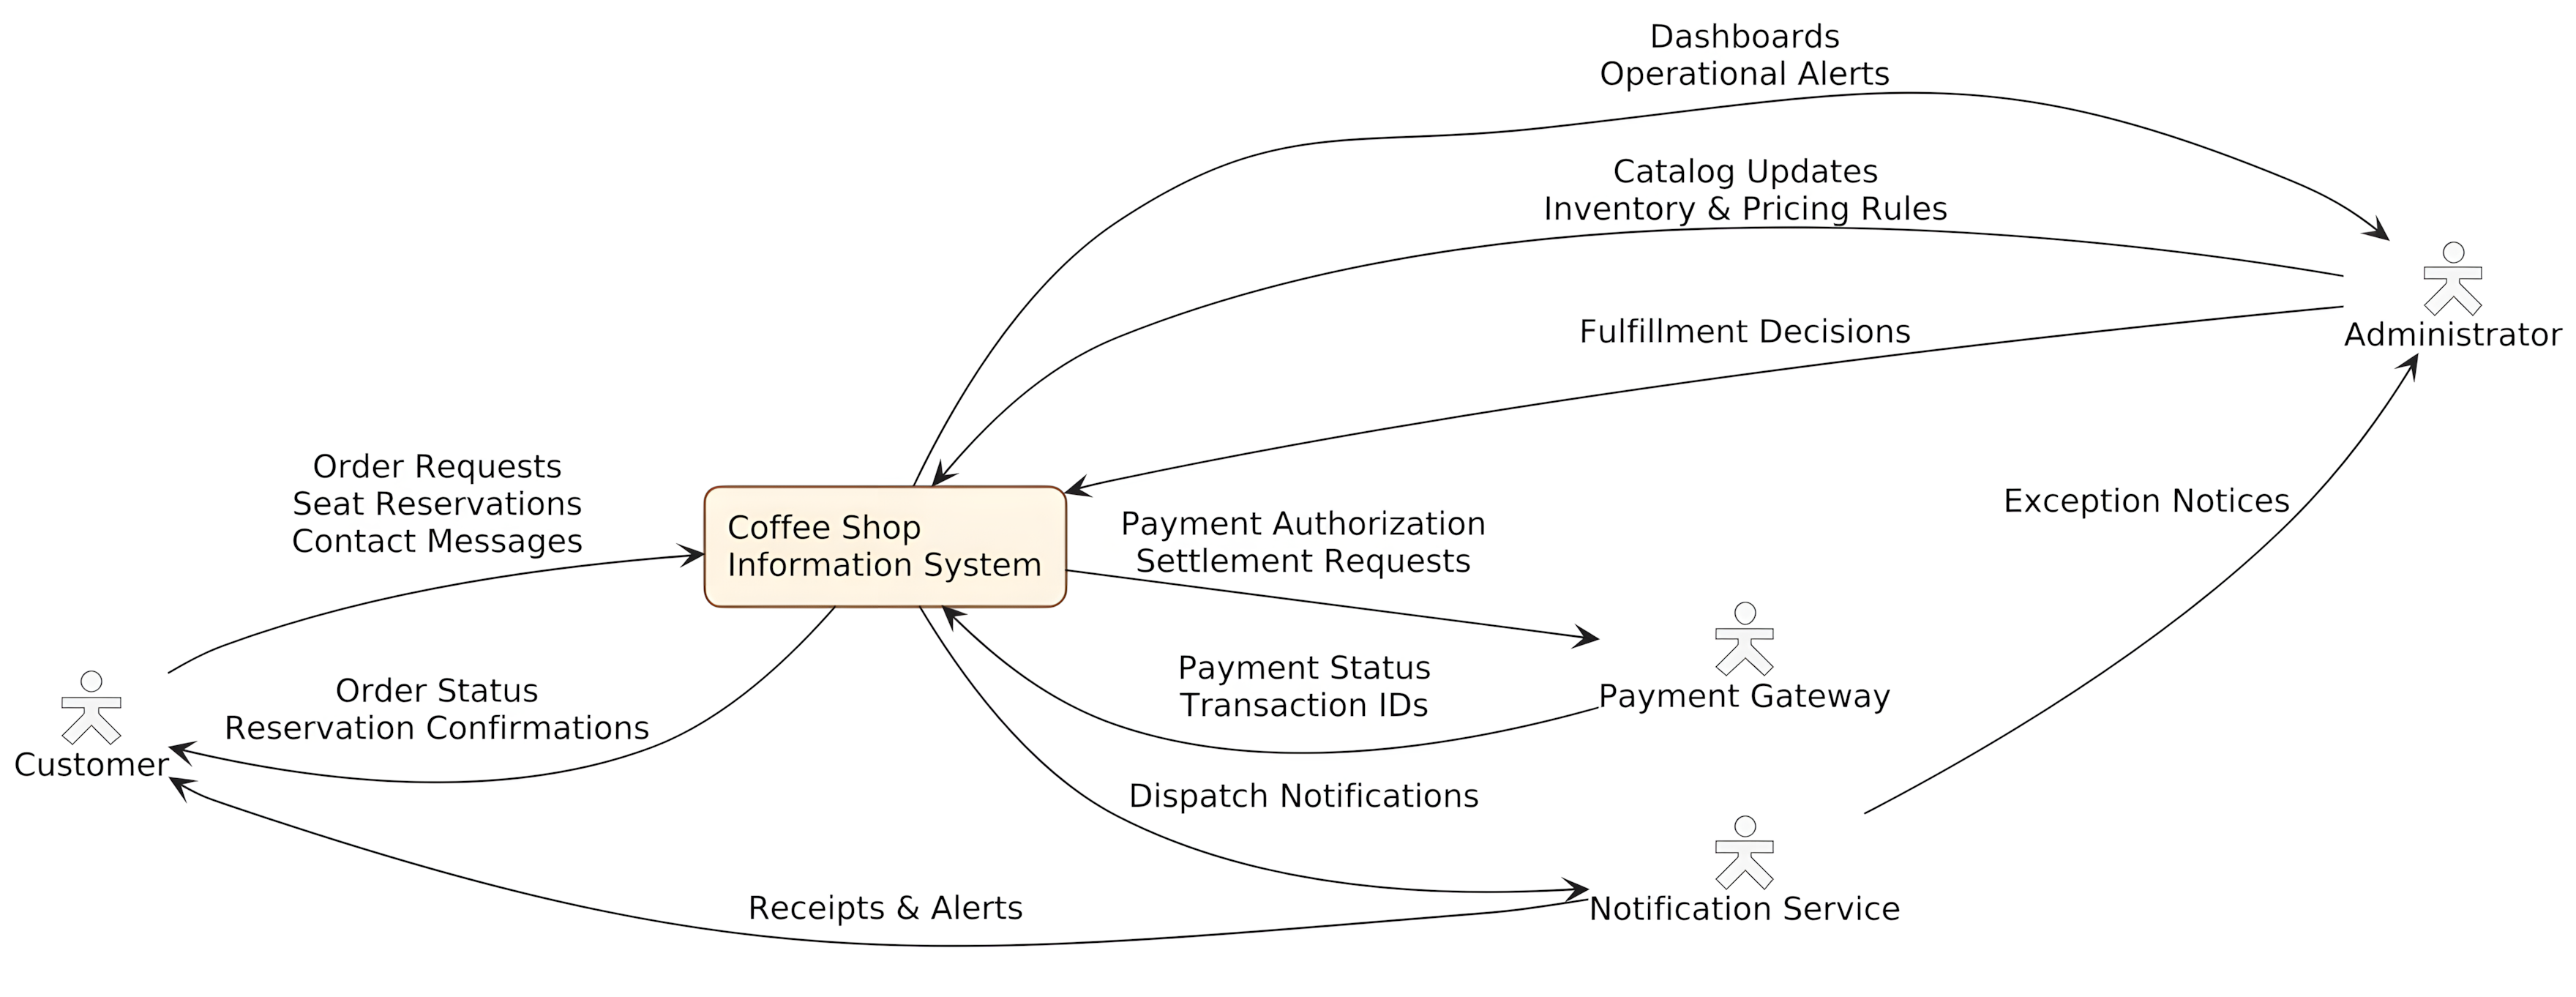 Dashboards
Operational Alerts
Catalog Updates
Inventory & Pricing Rules
Fulfillment Decisions
Administrator
Order Requests
Seat Reservations
Contact Messages
Coffee Shop
Information System
Payment Authorization
Settlement Requests
Exception Notices
Payment Status
Transaction IDs
Payment Gateway
Order Status
Reservation Confirmations
Customer
Dispatch Notifications
Receipts & Alerts
Notification Service